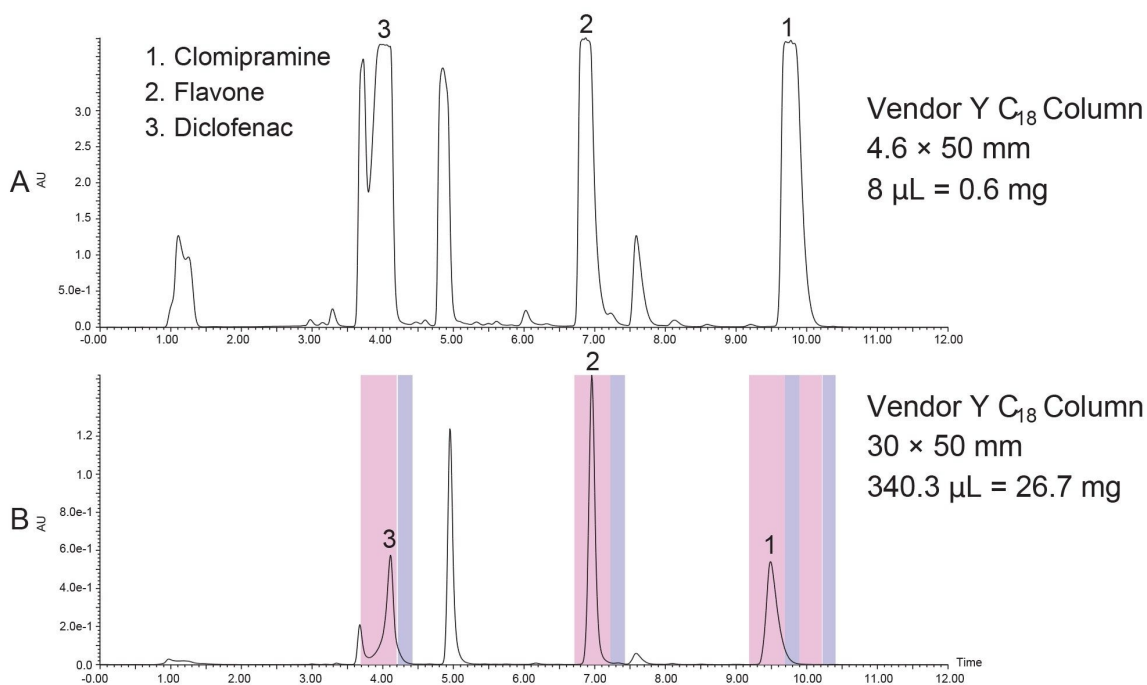 3
2
1
1. Clomipramine
2. Flavone
3. Diclofenac
Vendor Y C₁₈ Column
4.6 × 50 mm
8 µL = 0.6 mg
A
AU
3.0
2.5
2.0
1.5
1.0
5.0e-1
0.0
-0.00 1.00 2.00 3.00 4.00 5.00 6.00 7.00 8.00 9.00 10.00 11.00 12.00
2
Vendor Y C₁₈ Column
30 × 50 mm
340.3 µL = 26.7 mg
B
AU
1.2
1.0
8.0e-1
6.0e-1
4.0e-1
2.0e-1
0.0
3
1
Time
-0.00 1.00 2.00 3.00 4.00 5.00 6.00 7.00 8.00 9.00 10.00 11.00 12.00